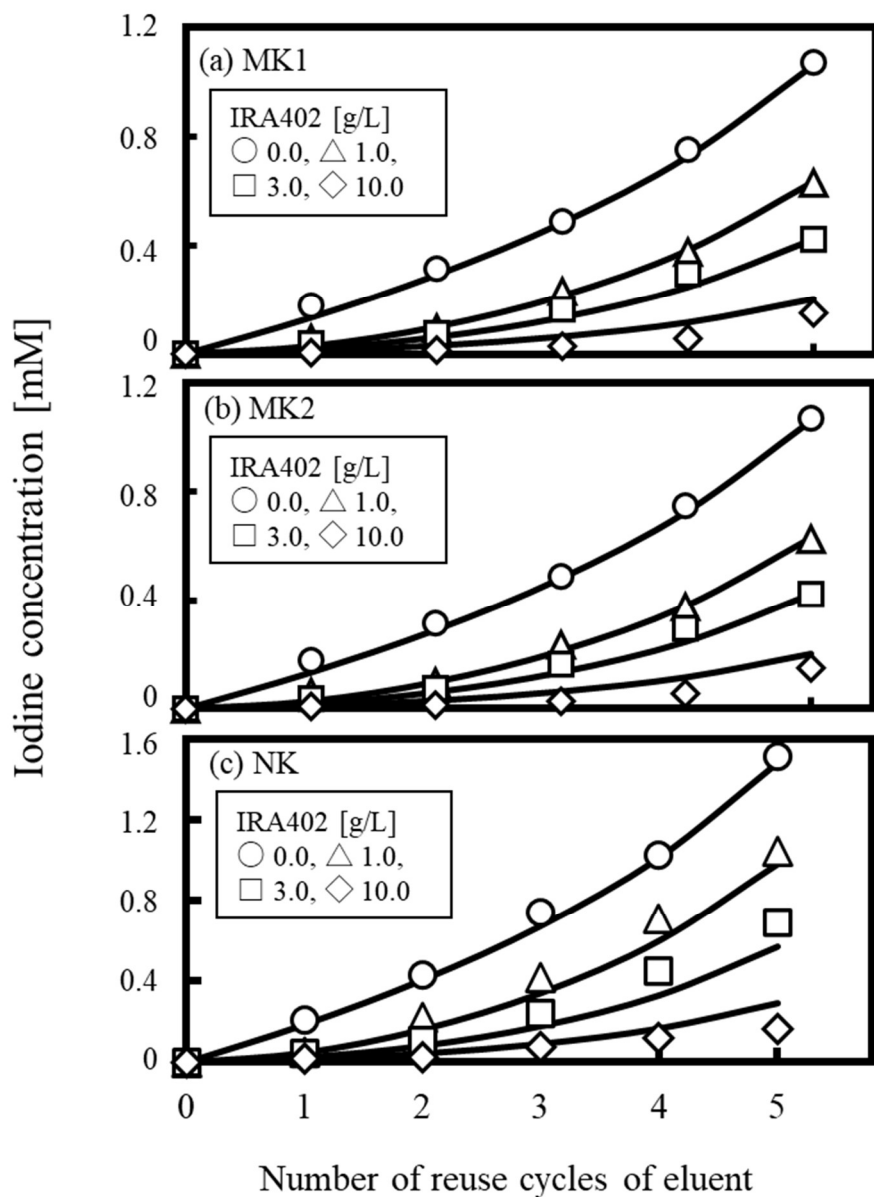 Iodine concentration [mM]
1.2
0.8
0.4
0
(a) MK1
IRA402 [g/L]
0.0, 1.0,
3.0, 10.0
1.2
0.8
0.4
0
(b) MK2
IRA402 [g/L]
0.0, 1.0,
3.0, 10.0
1.6
1.2
0.8
0.4
0
(c) NK
IRA402 [g/L]
0.0, 1.0,
3.0, 10.0
0 1 2 3 4 5
Number of reuse cycles of eluent